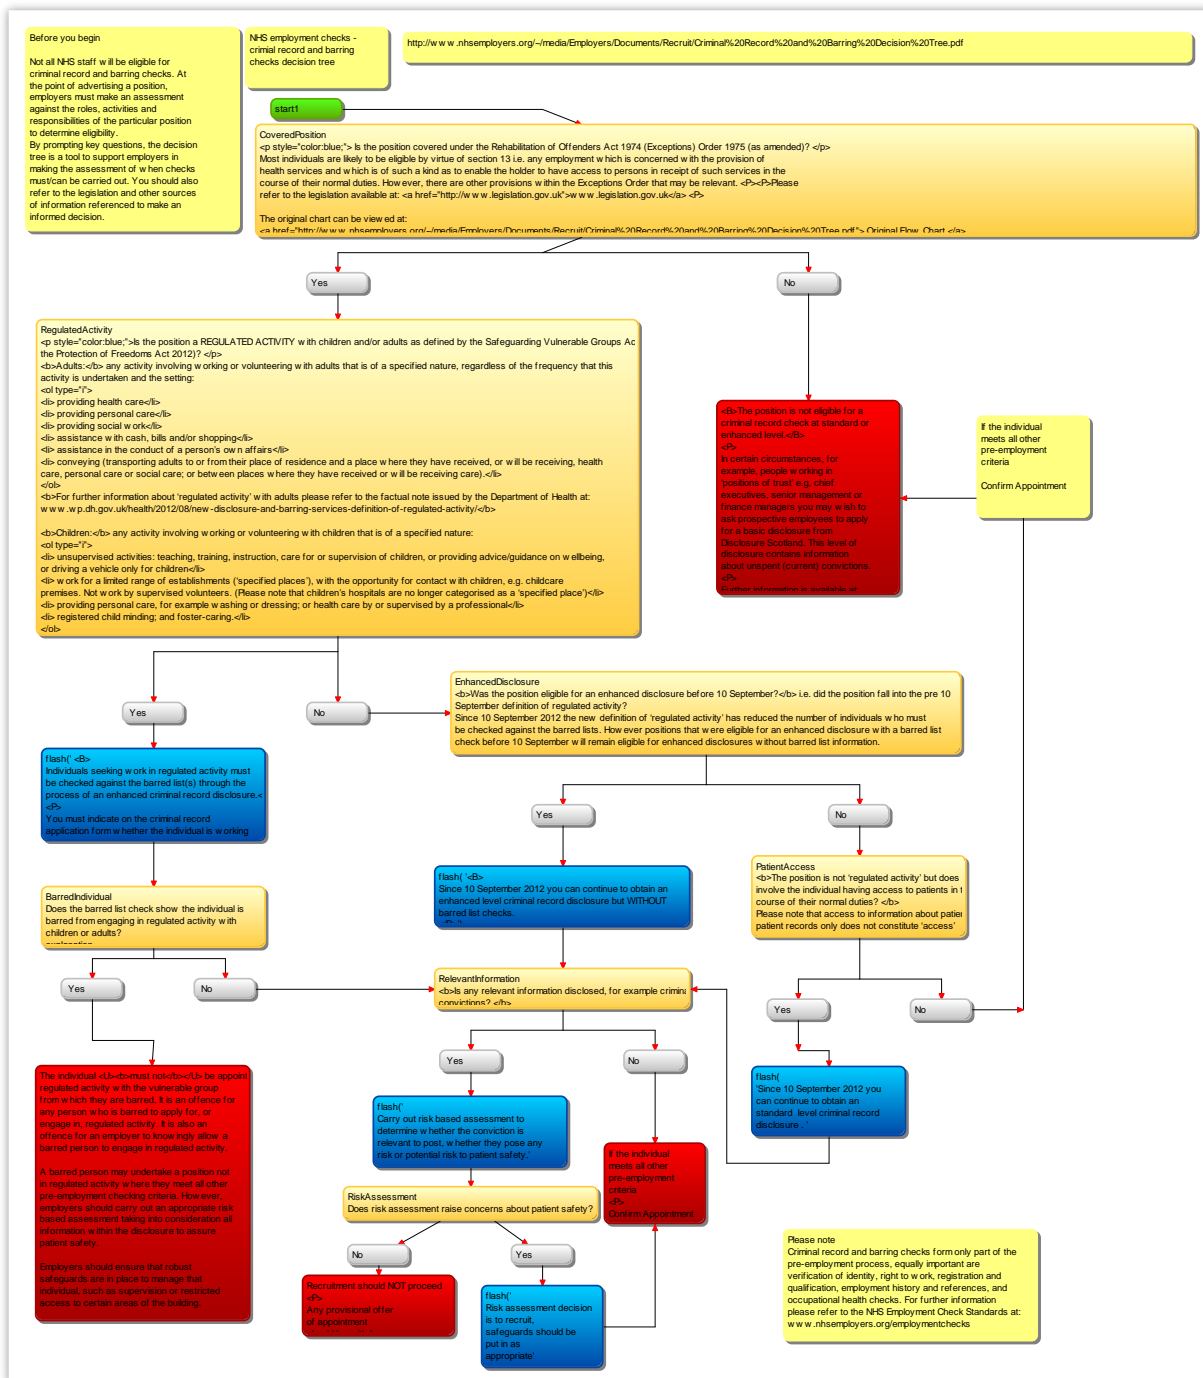 Before you begin
Not all NHS staff will be eligible for
criminal record and barring checks. At
the point of advertising a position,
employers must make an assessment
against the roles, activities and
responsibilities of the particular position
to determine eligibility.
By prompting key questions, the decision
tree is a tool to support employers in
making the assessment of when checks
must/can be carried out. You should also
refer to the legislation and other sources
of information referenced to make an
informed decision.
NHS employment checks -
crimial record and barring
checks decision tree
http://www.nhsemployers.org/~/media/Employers/Documents/Recruit/Criminal%20Record%20and%20Barring%20Decision%20Tree.pdf
start1
CoveredPosition
<p style="color:blue;"> Is the position covered under the Rehabilitation of Offenders Act 1974 (Exceptions) Order 1975 (as amended)? </p>
Most individuals are likely to be eligible by virtue of section 13 i.e. any employment which is concerned with the provision of
health services and which is of such a kind as to enable the holder to have access to persons in receipt of such services in the
course of their normal duties. However, there are other provisions within the Exceptions Order that may be relevant. <P><P>Please
refer to the legislation available at: <a href="http://www.legislation.gov.uk">www.legislation.gov.uk</a> <P>
The original chart can be viewed at:
<a href="http://www.nhsemployers.org/~/media/Employers/Documents/Recruit/Criminal%20Record%20and%20Barring%20Decision%20Tree.pdf"> Original Flow Chart </a>
Yes
No
RegulatedActivity
<p style="color:blue;">Is the position a REGULATED ACTIVITY with children and/or adults as defined by the Safeguarding Vulnerable Groups Ac
the Protection of Freedoms Act 2012)? </p>
<b>Adults:</b> any activity involving working or volunteering with adults that is of a specified nature, regardless of the frequency that this
activity is undertaken and the setting:
<ol type="i">
<li> providing health care</li>
<li> providing personal care</li>
<li> providing social work</li>
<li> assistance with cash, bills and/or shopping</li>
<li> assistance in the conduct of a person's own affairs</li>
<li> conveying (transporting adults to or from their place of residence and a place where they have received, or will be receiving, health
care, personal care or social care; or between places where they have received or will be receiving care).</li>
</ol>
<b>For further information about 'regulated activity' with adults please refer to the factual note issued by the Department of Health at:
www.wp.dh.gov.uk/health/2012/08/new-disclosure-and-barring-services-definition-of-regulated-activity/</b>
<b>Children:</b> any activity involving working or volunteering with children that is of a specified nature:
<ol type="i">
<li> unsupervised activities: teaching, training, instruction, care for or supervision of children, or providing advice/guidance on wellbeing,
or driving a vehicle only for children</li>
<li> work for a limited range of establishments ('specified places'), with the opportunity for contact with children, e.g. childcare
premises. Not work by supervised volunteers. (Please note that children's hospitals are no longer categorised as a 'specified place')</li>
<li> providing personal care, for example washing or dressing; or health care by or supervised by a professional</li>
<li> registered child minding; and foster-caring.</li>
</ol>
<B>The position is not eligible for a
criminal record check at standard or
enhanced level.</B>
<P>
In certain circumstances, for
example, people working in
'positions of trust' e.g. chief
executives, senior management or
finance managers you may wish to
ask prospective employees to apply
for a basic disclosure from
Disclosure Scotland. This level of
disclosure contains information
about unspent (current) convictions.
<P>
Further information is available at:
If the individual
meets all other
pre-employment
criteria
Confirm Appointment
Yes
No
EnhancedDisclosure
<b>Was the position eligible for an enhanced disclosure before 10 September?</b> i.e. did the position fall into the pre 10
September definition of regulated activity?
Since 10 September 2012 the new definition of 'regulated activity' has reduced the number of individuals who must
be checked against the barred lists. However positions that were eligible for an enhanced disclosure with a barred list
check before 10 September will remain eligible for enhanced disclosures without barred list information.
flash(' <B>
Individuals seeking work in regulated activity must
be checked against the barred list(s) through the
process of an enhanced criminal record disclosure.<
<P>
You must indicate on the criminal record
application form whether the individual is working
Yes
No
flash( '<B>
Since 10 September 2012 you can continue to obtain an
enhanced level criminal record disclosure but WITHOUT
barred list checks.
PatientAccess
<b>The position is not 'regulated activity' but does
involve the individual having access to patients in t
course of their normal duties? </b>
Please note that access to information about patie
patient records only does not constitute 'access'
BarredIndividual
Does the barred list check show the individual is
barred from engaging in regulated activity with
children or adults?
explanation
Yes
No
RelevantInformation
<b>Is any relevant information disclosed, for example crimina
convictions? </b>
Yes
No
Yes
No
The individual <U><b>must not</b></U> be appoint
regulated activity with the vulnerable group
from which they are barred. It is an offence for
any person who is barred to apply for, or
engage in, regulated activity. It is also an
offence for an employer to knowingly allow a
barred person to engage in regulated activity.
A barred person may undertake a position not
in regulated activity where they meet all other
pre-employment checking criteria. However,
employers should carry out an appropriate risk
based assessment taking into consideration all
information within the disclosure to assure
patient safety.
Employers should ensure that robust
safeguards are in place to manage that
individual, such as supervision or restricted
access to certain areas of the building.
flash('
Carry out risk based assessment to
determine whether the conviction is
relevant to post, whether they pose any
risk or potential risk to patient safety.'
flash(
'Since 10 September 2012 you
can continue to obtain an
standard level criminal record
disclosure . '
If the individual
meets all other
pre-employment
criteria
<P>
Confirm Appointment
RiskAssessment
Does risk assessment raise concerns about patient safety?
No
Yes
Recruitment should NOT proceed
<P>
Any provisional offer
of appointment
flash('
Risk assessment decision
is to recruit,
safeguards should be
put in as
appropriate'
Please note
Criminal record and barring checks form only part of the
pre-employment process, equally important are
verification of identity, right to work, registration and
qualification, employment history and references, and
occupational health checks. For further information
please refer to the NHS Employment Check Standards at:
www.nhsemployers.org/employmentchecks